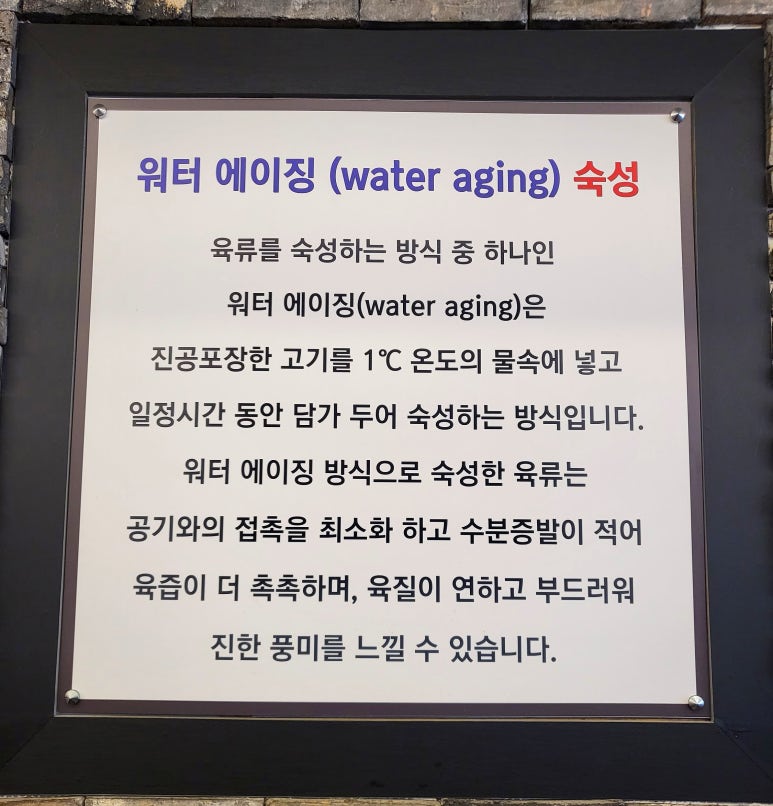 워터 에이징 (water aging) 숙성
육류를 숙성하는 방식 중 하나인
워터 에이징(water aging)은
진공포장한 고기를 1℃ 온도의 물속에 넣고
일정시간 동안 담가 두어 숙성하는 방식입니다.
워터 에이징 방식으로 숙성한 육류는
공기와의 접촉을 최소화 하고 수분증발이 적어
육즙이 더 촉촉하며, 육질이 연하고 부드러워
진한 풍미를 느낄 수 있습니다.